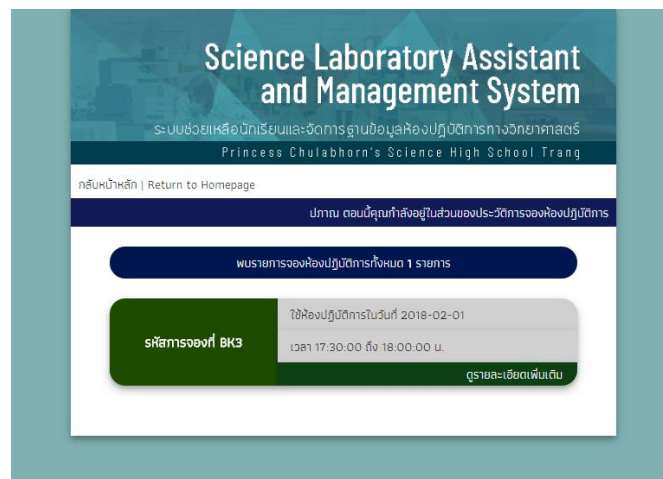 Science Laboratory Assistant
and Management System
ระบบช่วยเหลือนักเรียนและจัดการฐานข้อมูลห้องปฏิบัติการทางวิทยาศาสตร์
Princess Chulabhorn's Science High School Trang
กลับหน้าหลัก | Return to Homepage
ปภาณ ตอนนี้คุณกำลังอยู่ในส่วนของประวัติการจองห้องปฏิบัติการ
พบรายการจองห้องปฏิบัติการทั้งหมด 1 รายการ
ใช้ห้องปฏิบัติการในวันที่ 2018-02-01
รหัสการจองที่ BK3
เวลา 17:30:00 ถึง 18:00:00 น.
ดูรายละเอียดเพิ่มเติม